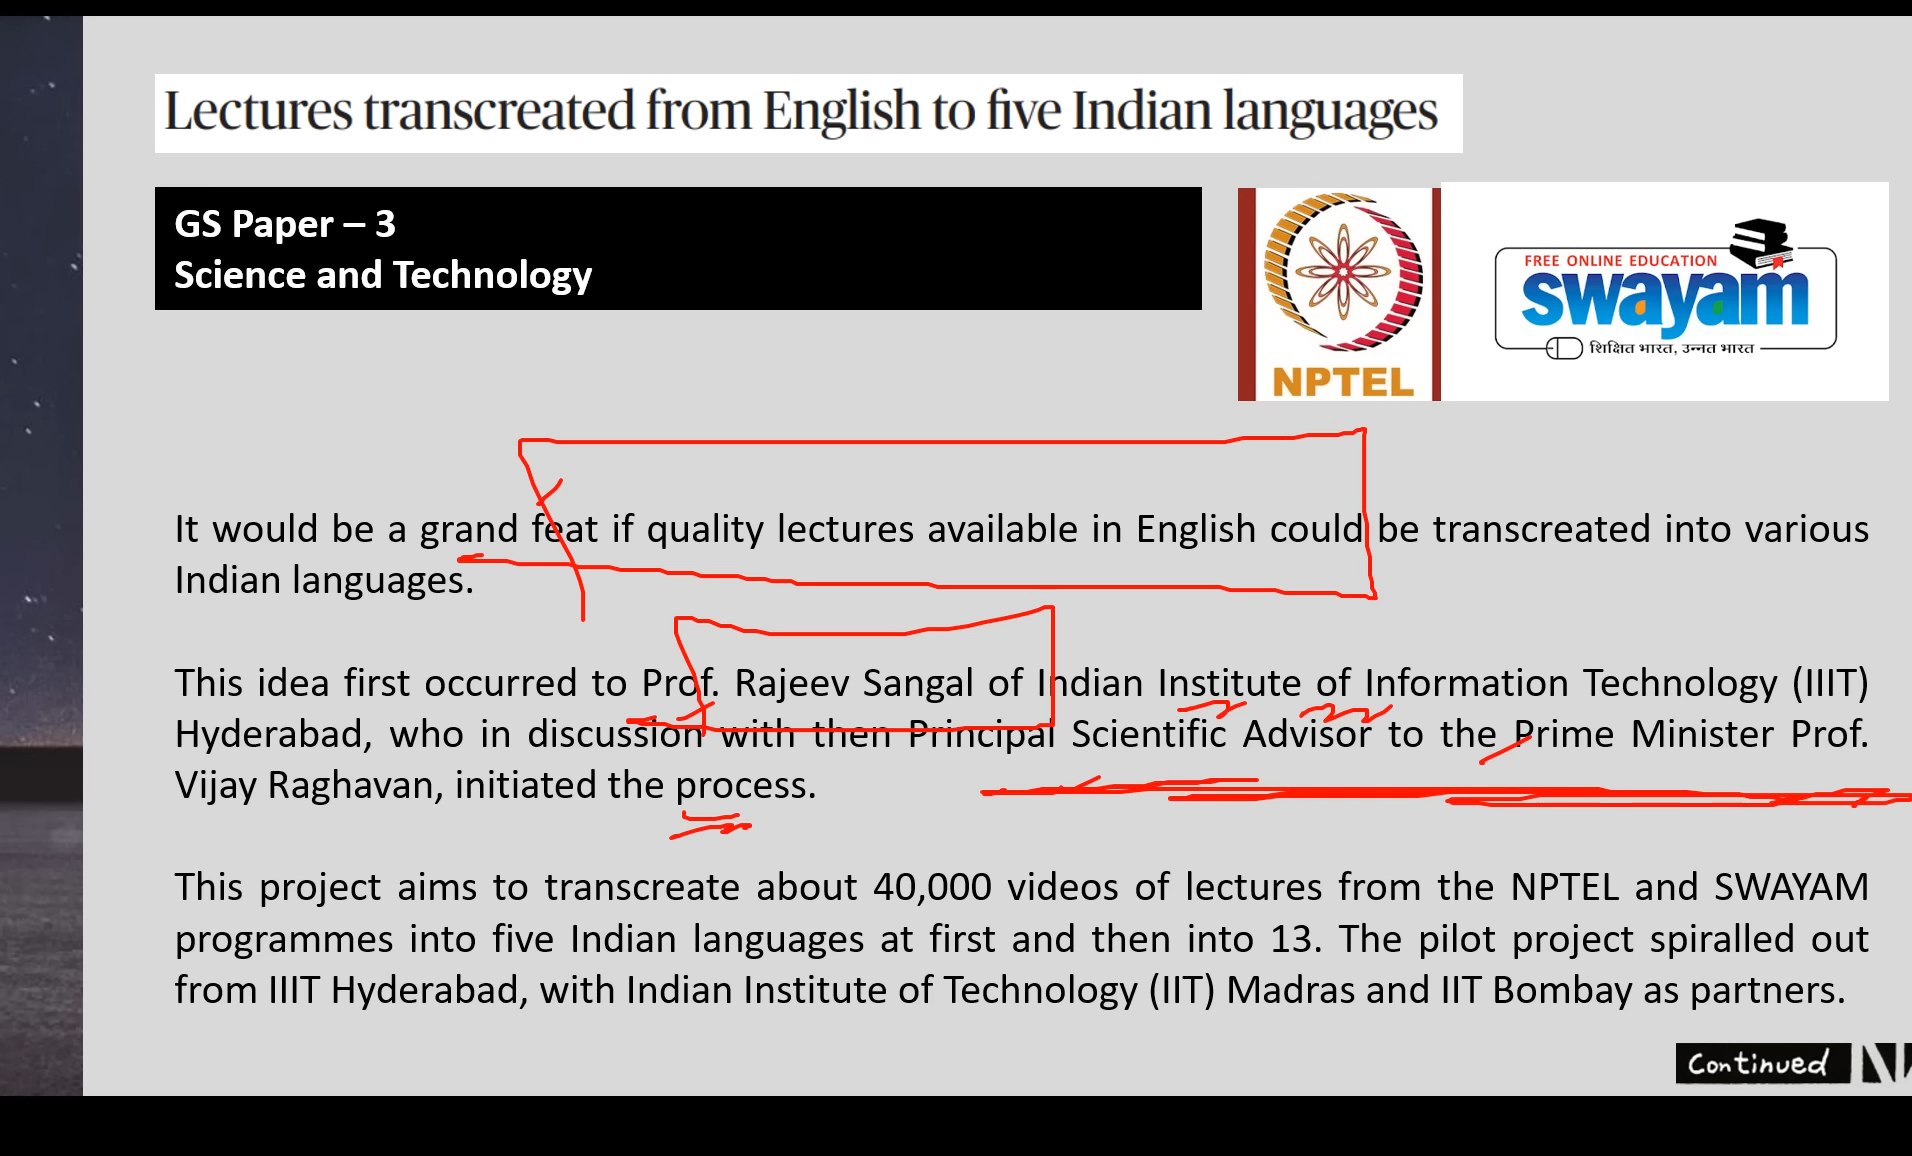 Lectures transcreated from English to five Indian languages
GS Paper – 3
Science and Technology
NPTEL
FREE ONLINE EDUCATION
swayam
शिक्षित भारत, उन्नत भारत
It would be a grand feat if quality lectures available in English could be transcreated into various
Indian languages.
This idea first occurred to Prof. Rajeev Sangal of Indian Institute of Information Technology (IIIT)
Hyderabad, who in discussion with then Principal Scientific Advisor to the Prime Minister Prof.
Vijay Raghavan, initiated the process.
This project aims to transcreate about 40,000 videos of lectures from the NPTEL and SWAYAM
programmes into five Indian languages at first and then into 13. The pilot project spiralled out
from IIIT Hyderabad, with Indian Institute of Technology (IIT) Madras and IIT Bombay as partners.
Continued